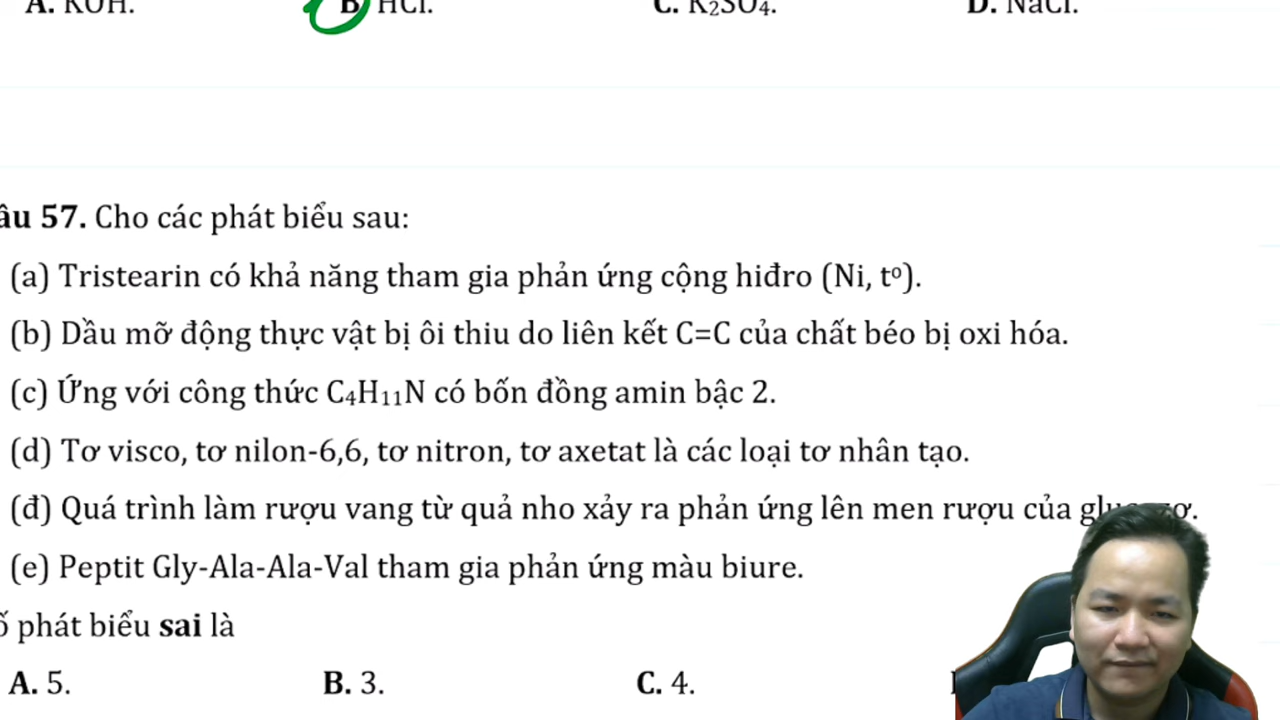 A. KOH. B HCl. C. K₂SO₄. D. NaCl.
âu 57. Cho các phát biểu sau:
(a) Tristearin có khả năng tham gia phản ứng cộng hiđro (Ni, tº).
(b) Dầu mỡ động thực vật bị ôi thiu do liên kết C=C của chất béo bị oxi hóa.
(c) Ứng với công thức C₄H₁₁N có bốn đồng amin bậc 2.
(d) Tơ visco, tơ nilon-6,6, tơ nitron, tơ axetat là các loại tơ nhân tạo.
(đ) Quá trình làm rượu vang từ quả nho xảy ra phản ứng lên men rượu của
(e) Peptit Gly-Ala-Ala-Val tham gia phản ứng màu biure.
ố phát biểu sai là
A. 5. B. 3. C. 4.